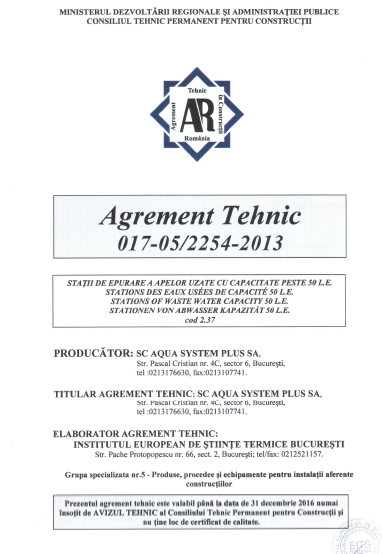 MINISTERUL DEZVOLTĂRII REGIONALE ŞI ADMINISTRAŢIEI PUBLICE
CONSILIUL TEHNIC PERMANENT PENTRU CONSTRUCŢII
Tehnic
Agrement
AR
în Construcţii
România
Agrement Tehnic
017-05/2254-2013
STAŢII DE EPURARE A APELOR UZATE CU CAPACITATE PESTE 50 L.E.
STATIONS DES EAUX USÉES DE CAPACITÉ 50 L.E.
STATIONS OF WASTE WATER CAPACITY 50 L.E.
STATIONEN VON ABWASSER KAPAZITÄT 50 L.E.
cod 2.37
PRODUCĂTOR: SC AQUA SYSTEM PLUS SA,
Str. Pascal Cristian nr. 4C, sector 6, Bucureşti,
tel :0213176630, fax:0213107741.
TITULAR AGREMENT TEHNIC: SC AQUA SYSTEM PLUS SA,
Str. Pascal Cristian nr. 4C, sector 6, Bucureşti,
tel :0213176630, fax:0213107741.
ELABORATOR AGREMENT TEHNIC:
INSTITUTUL EUROPEAN DE ŞTIINŢE TERMICE BUCUREŞTI
Str. Pache Protopopescu nr. 66, sect. 2, Bucureşti; tel/fax: 0212521157.
Grupa specializata nr.5 - Produse, procedee şi echipamente pentru instalaţii aferente
construcţiilor
Prezentul agrement tehnic este valabil până la data de 31 decembrie 2016 numai
însoţit de AVIZUL TEHNIC al Consiliului Tehnic Permanent pentru Construcţii şi
nu ţine loc de certificat de calitate.